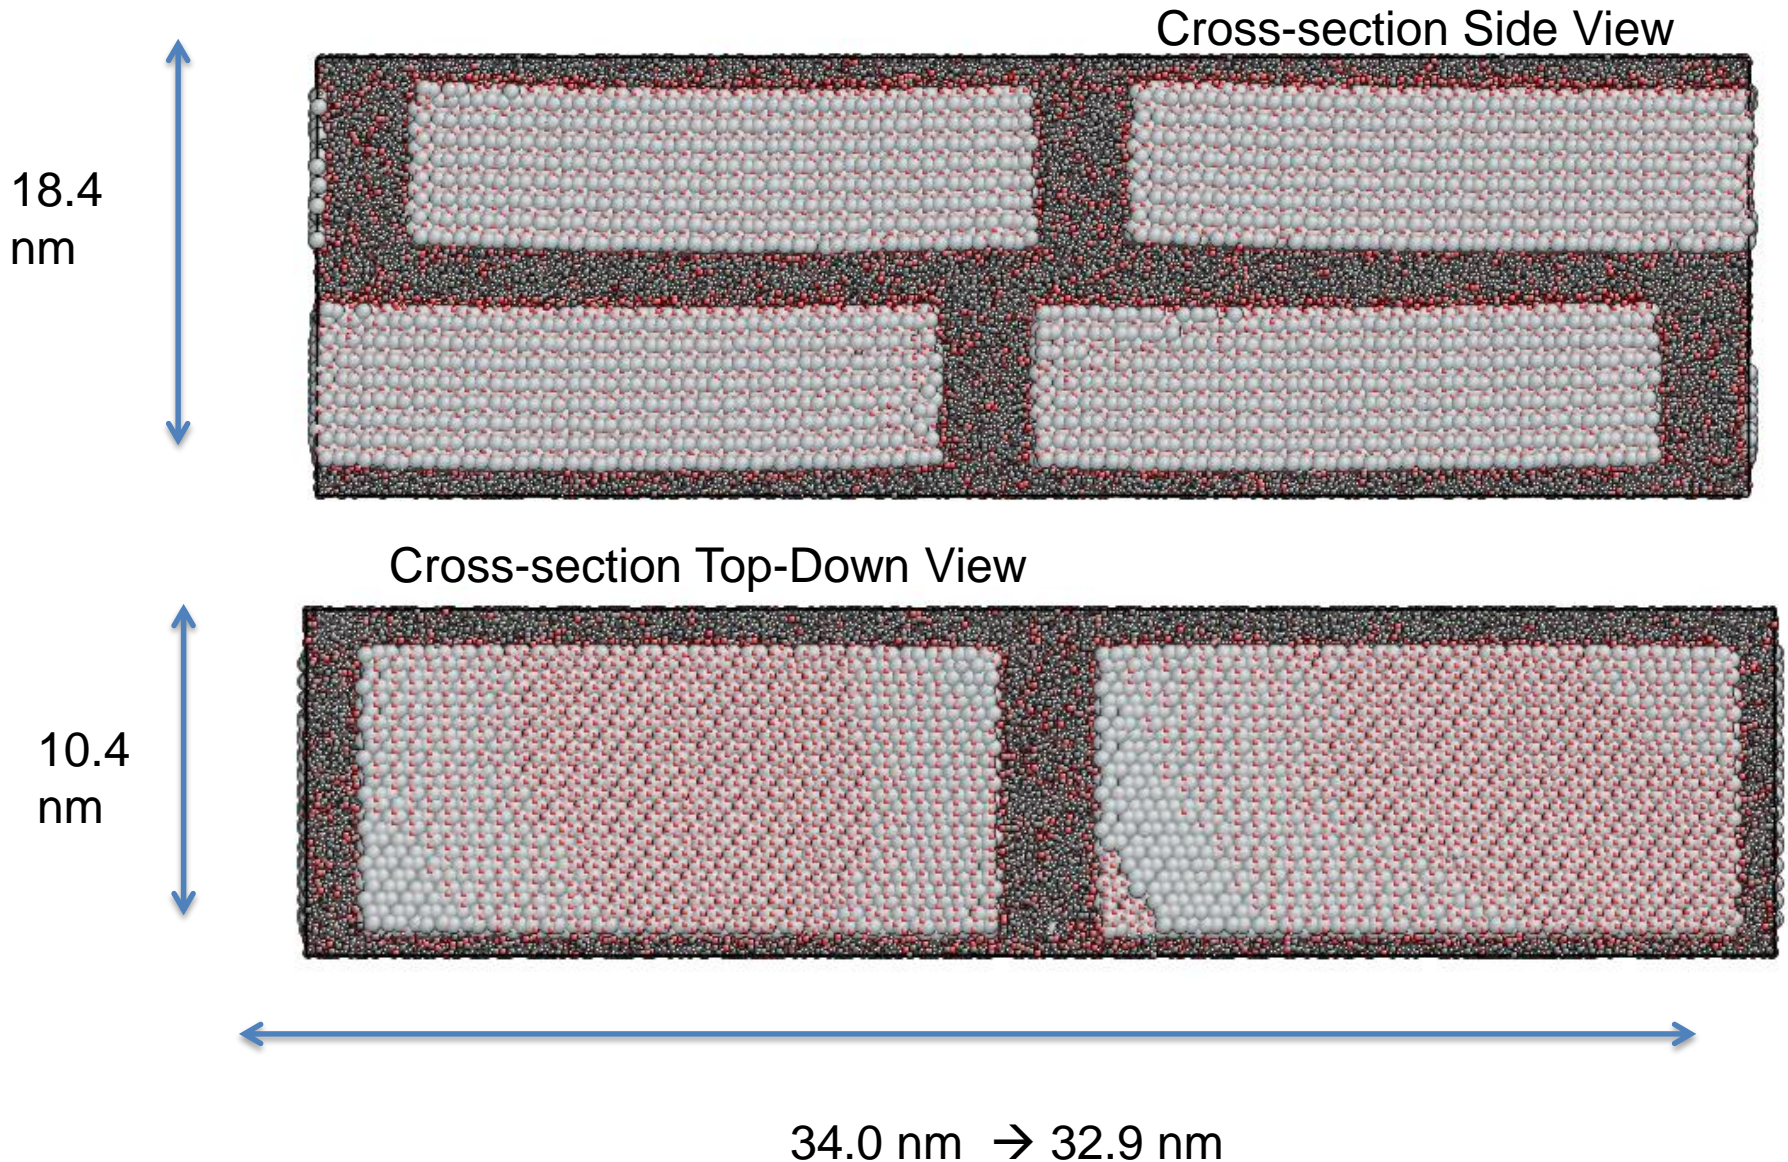 Cross-section Side View
18.4
nm
Cross-section Top-Down View
10.4
nm
34.0 nm → 32.9 nm